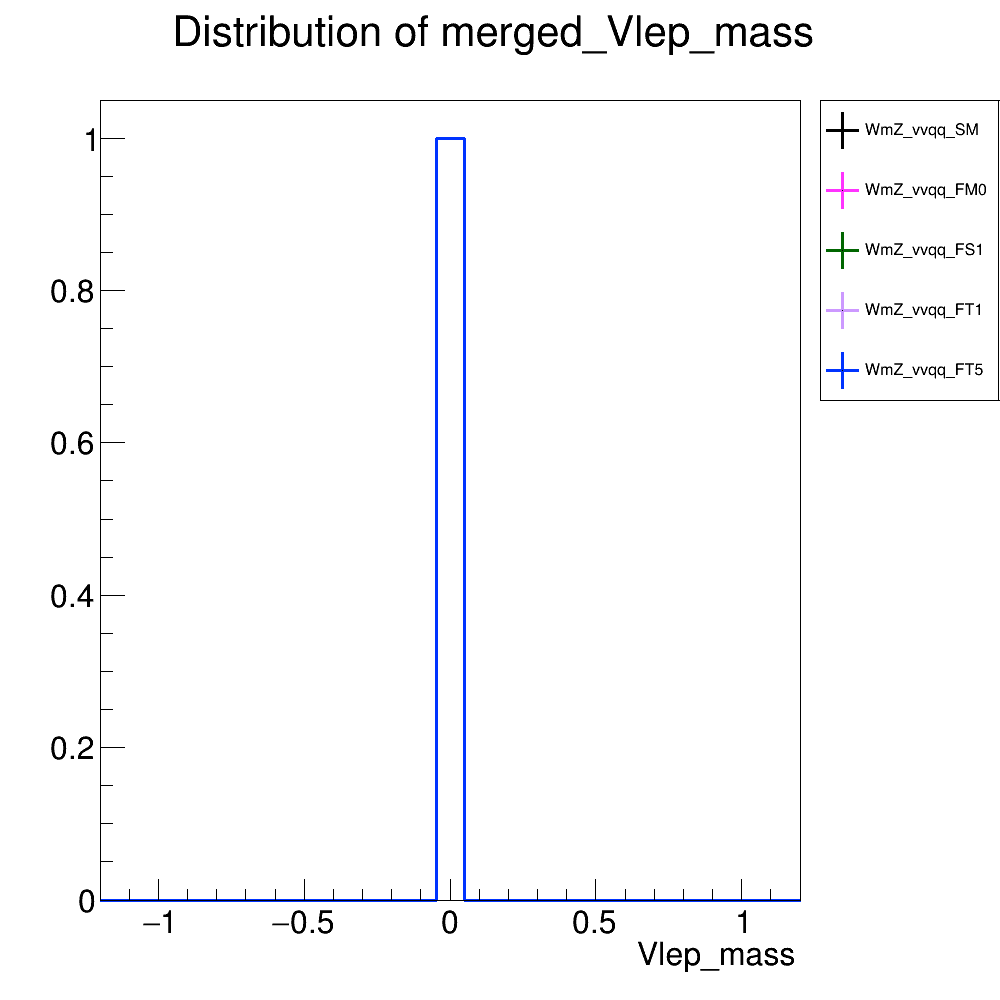 Distribution of merged_Vlep_mass
1
0.8
0.6
0.4
0.2
0
−1 −0.5 0 0.5 1
Vlep_mass
WmZ_vvqq_SM
WmZ_vvqq_FM0
WmZ_vvqq_FS1
WmZ_vvqq_FT1
WmZ_vvqq_FT5